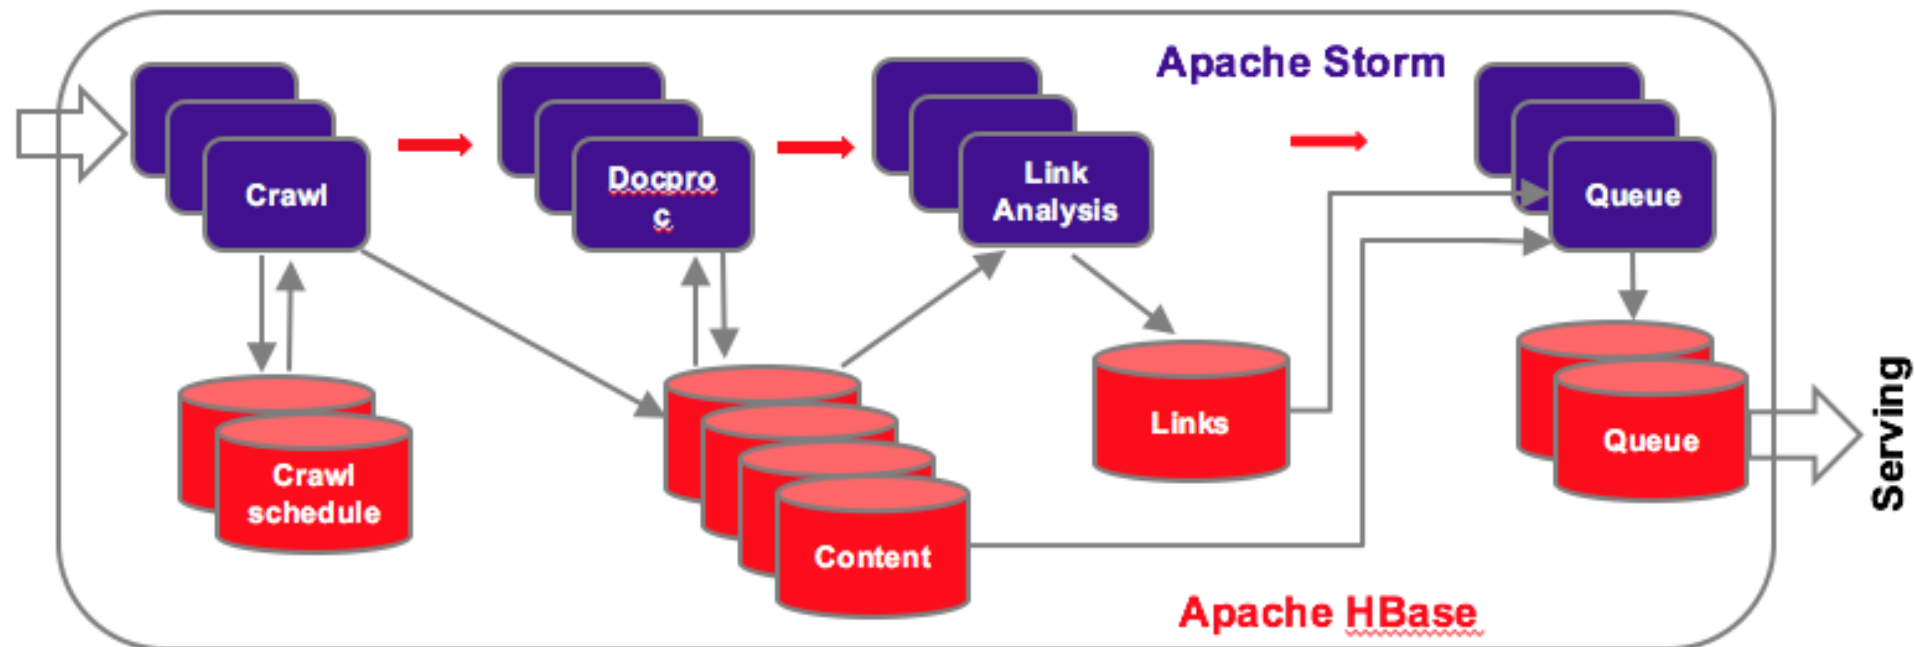 Apache Storm
Crawl
Docpro
c
Link
Analysis
Queue
Crawl
schedule
Content
Links
Queue
Serving
Apache HBase